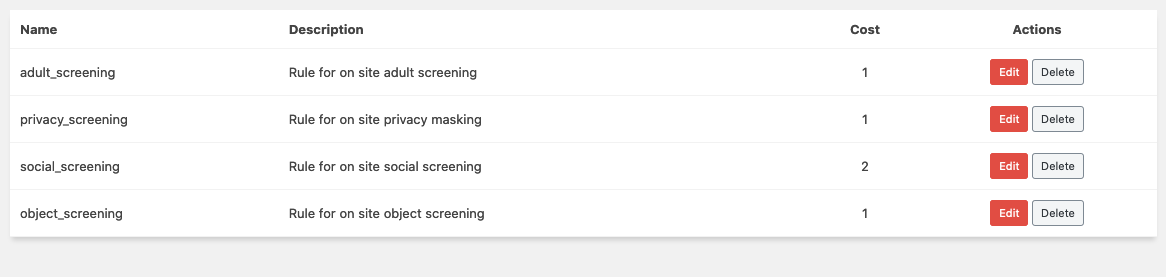 Name Description Cost Actions
adult_screening Rule for on site adult screening 1 Edit Delete
privacy_screening Rule for on site privacy masking 1 Edit Delete
social_screening Rule for on site social screening 2 Edit Delete
object_screening Rule for on site object screening 1 Edit Delete